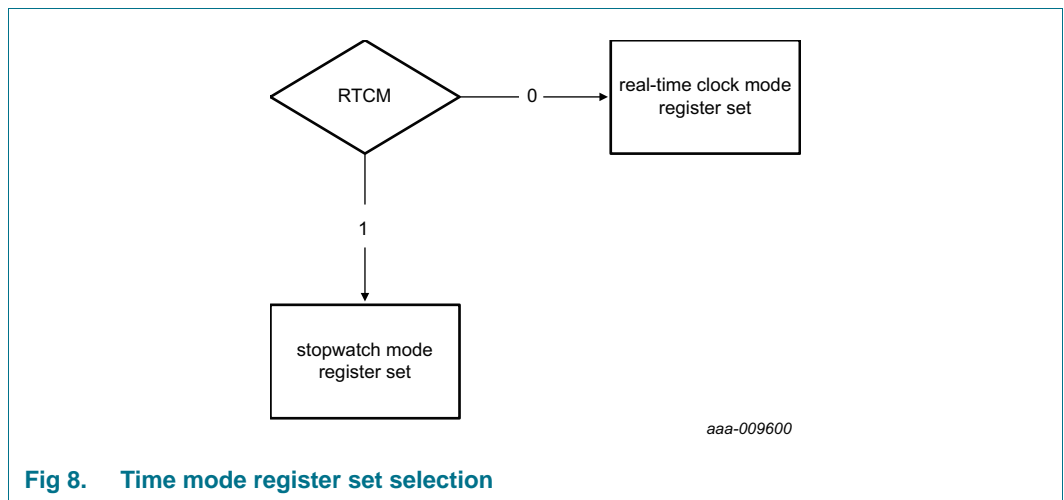 RTCM
0
real-time clock mode
register set
1
stopwatch mode
register set
aaa-009600
Fig 8. Time mode register set selection